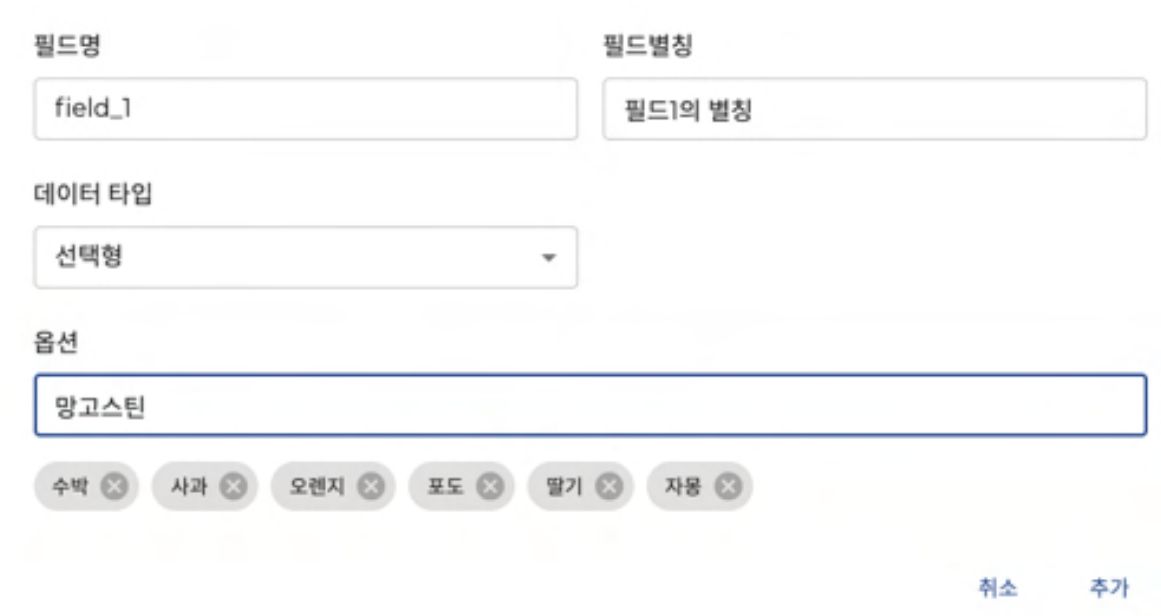 필드명 필드별칭
field_1 필드1의 별칭
데이터 타입
선택형
옵션
망고스틴
수박 사과 오렌지 포도 딸기 자몽
취소 추가